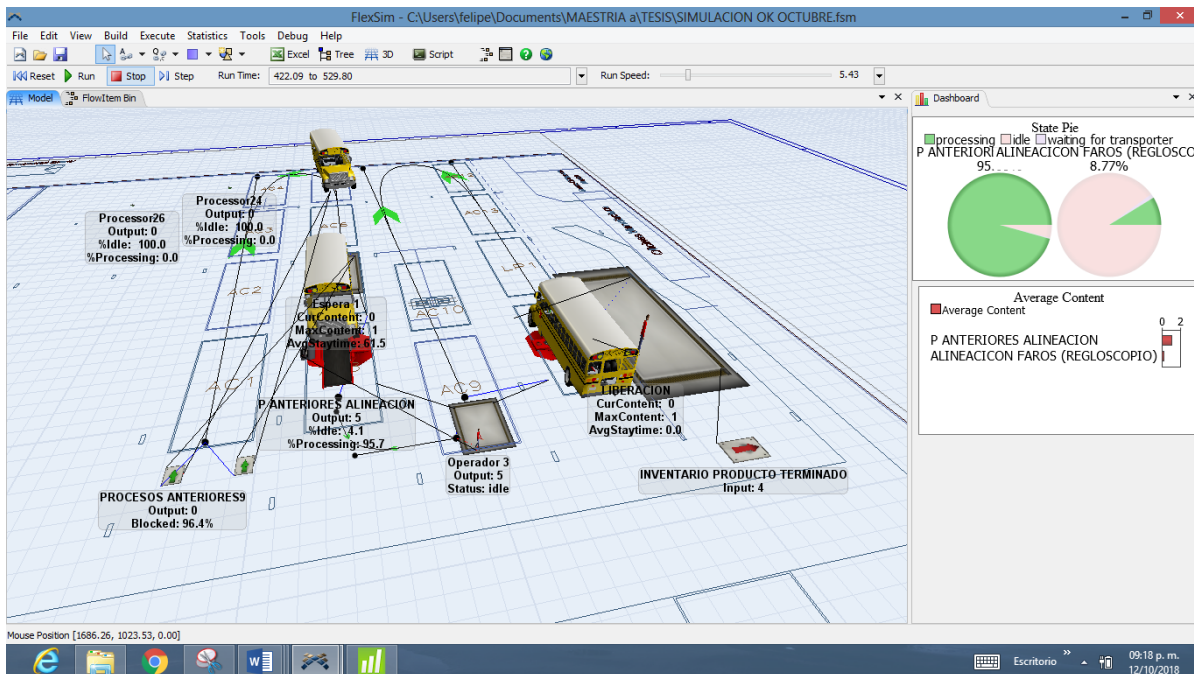 FlexSim - C:\Users\felipe\Documents\MAESTRIA a\TESIS\SIMULACION OK OCTUBRE.fsm
File Edit View Build Execute Statistics Tools Debug Help
Excel Tree 3D Script
Reset Run Stop Step Run Time: 422.09 to 529.80 Run Speed: 5.43
Model FlowItem Bin
Dashboard
State Pie
processing idle waiting for transporter
P ANTERIOR ALINEACICON FAROS (REGLOSCO
95. 8.77%
Average Content
Average Content
0 2
P ANTERIORES ALINEACION
ALINEACICON FAROS (REGLOSCOPIO)
Processor24
Output: 0
%Idle: 100.0
%Processing: 0.0
Processor26
Output: 0
%Idle: 100.0
%Processing: 0.0
AC2
AC1
AC10
AC9
Espera 1
CurContent: 0
MaxContent: 1
AvgStaytime: 61.5
P ANTERIORES ALINEACIÓN
Output: 5
%Idle: 4.1
%Processing: 95.7
LIBERACION
CurContent: 0
MaxContent: 1
AvgStaytime: 0.0
Operador 3
Output: 5
Status: idle
INVENTARIO PRODUCTO TERMINADO
Input: 4
PROCESOS ANTERIORES9
Output: 0
Blocked: 96.4%
Mouse Position [1686.26, 1023.53, 0.00]
Escritorio
09:18 p. m.
12/10/2018